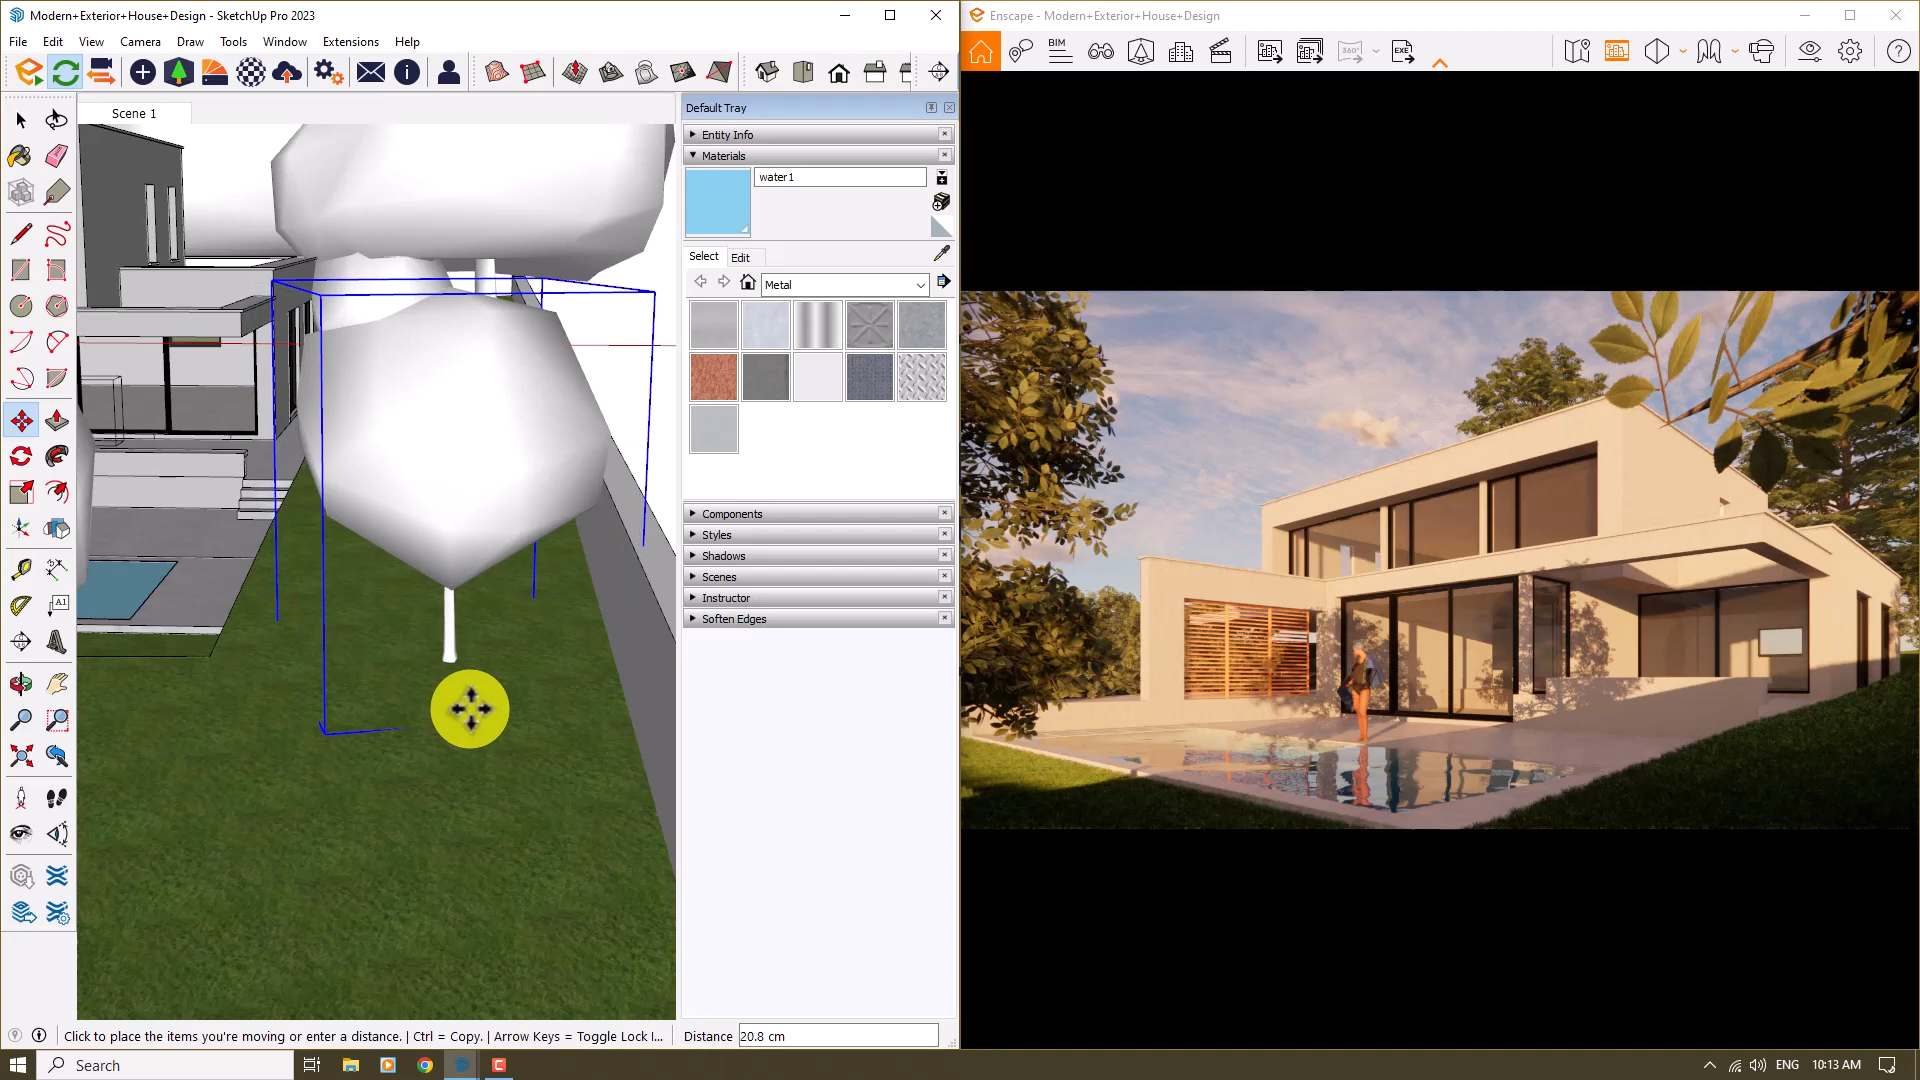 Modern+Exterior+House+Design - SketchUp Pro 2023
Enscape - Modern+Exterior+House+Design
File Edit View Camera Draw Tools Window Extensions Help
BIM
360°
EXE
Scene 1
Default Tray
Entity Info
Materials
water1
Select Edit
Metal
Components
Styles
Shadows
Scenes
Instructor
Soften Edges
A1
Click to place the items you're moving or enter a distance. | Ctrl = Copy. | Arrow Keys = Toggle Lock I...
Distance 20.8 cm
Search
ENG 10:13 AM